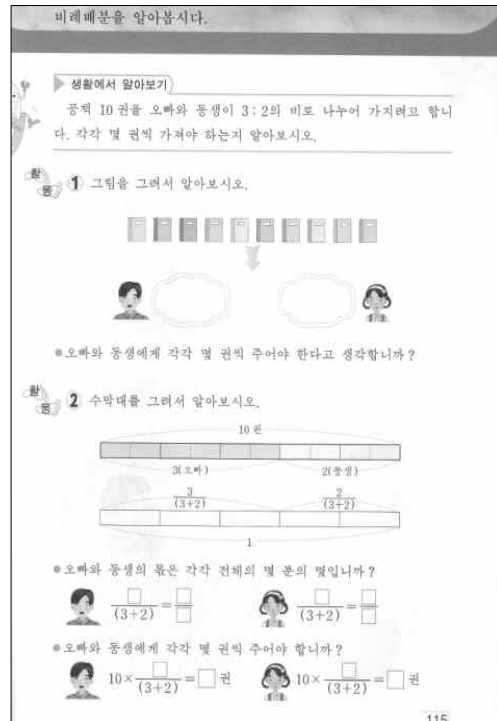 비례배분을 알아봅시다.
생활에서 알아보기
공책 10 권을 오빠와 동생이 3 : 2의 비로 나누어 가지려고 합니
다. 각각 몇 권씩 가져야 하는지 알아보시오.
활동 1 그림을 그려서 알아보시오.
●오빠와 동생에게 각각 몇 권씩 주어야 한다고 생각합니까?
활동 2 수막대를 그려서 알아보시오.
10 권
3(오빠) 2(동생)
3/(3+2) 2/(3+2)
1
●오빠와 동생의 몫은 각각 전체의 몇 분의 몇입니까?
□/(3+2)=□/□ □/(3+2)=□/□
●오빠와 동생에게 각각 몇 권씩 주어야 합니까?
10×□/(3+2)=□ 권 10×□/(3+2)=□ 권
115